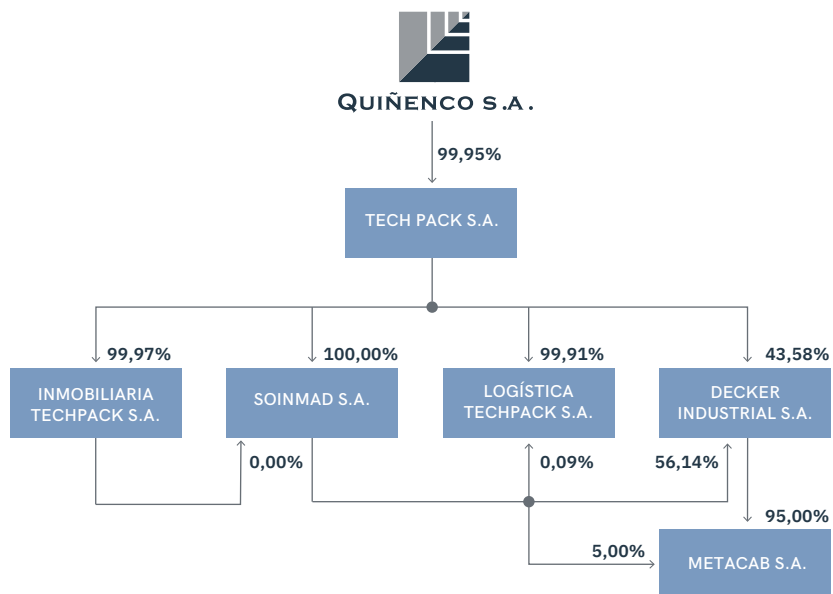 QUIÑENCO S.A.
99,95%
TECH PACK S.A.
99,97%
100,00%
99,91%
43,58%
INMOBILIARIA
TECHPACK S.A.
SOINMAD S.A.
LOGÍSTICA
TECHPACK S.A.
DECKER
INDUSTRIAL S.A.
0,00%
0,09%
56,14%
95,00%
5,00%
METACAB S.A.